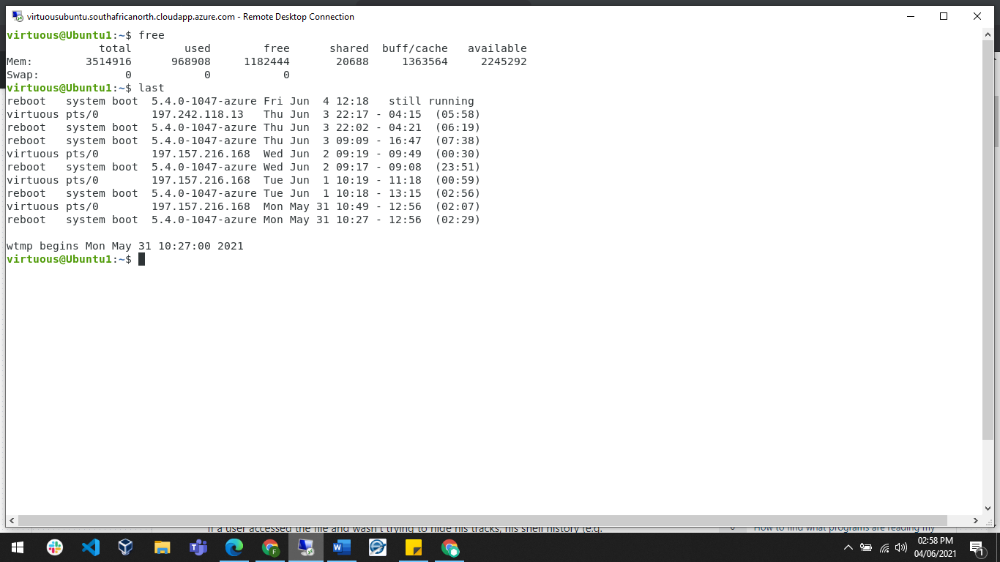 virtuousubuntu.southafricanorth.cloudapp.azure.com - Remote Desktop Connection
virtuous@Ubuntu1:~$ free
              total        used        free      shared  buff/cache   available
Mem:        3514916      968908     1182444       20688     1363564     2245292
Swap:             0           0           0
virtuous@Ubuntu1:~$ last
reboot   system boot  5.4.0-1047-azure Fri Jun  4 12:18   still running
virtuous pts/0        197.242.118.13   Thu Jun  3 22:17 - 04:15  (05:58)
reboot   system boot  5.4.0-1047-azure Thu Jun  3 22:02 - 04:21  (06:19)
reboot   system boot  5.4.0-1047-azure Thu Jun  3 09:09 - 16:47  (07:38)
virtuous pts/0        197.157.216.168  Wed Jun  2 09:19 - 09:49  (00:30)
reboot   system boot  5.4.0-1047-azure Wed Jun  2 09:17 - 09:08  (23:51)
virtuous pts/0        197.157.216.168  Tue Jun  1 10:19 - 11:18  (00:59)
reboot   system boot  5.4.0-1047-azure Tue Jun  1 10:18 - 13:15  (02:56)
virtuous pts/0        197.157.216.168  Mon May 31 10:49 - 12:56  (02:07)
reboot   system boot  5.4.0-1047-azure Mon May 31 10:27 - 12:56  (02:29)
wtmp begins Mon May 31 10:27:00 2021
virtuous@Ubuntu1:~$
If a user accessed the file and wasn't trying to hide his tracks, his shell history (e.g.
How to find what programs are reading my
02:58 PM
04/06/2021
1